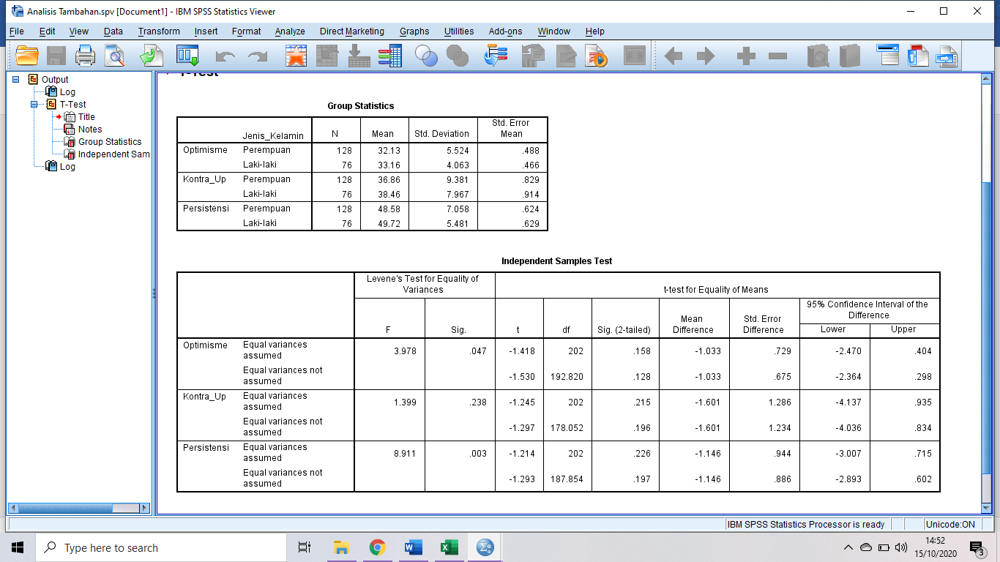 Analisis Tambahan.spv [Document1] - IBM SPSS Statistics Viewer
File Edit View Data Transform Insert Format Analyze Direct Marketing Graphs Utilities Add-ons Window Help
Output
Log
T-Test
Title
Notes
Group Statistics
Independent Sam
Log
T-Test
Group Statistics
Jenis_Kelamin N Mean Std. Deviation Std. Error Mean
Optimisme Perempuan 128 32.13 5.524 .488
Laki-laki 76 33.16 4.063 .466
Kontra_Up Perempuan 128 36.86 9.381 .829
Laki-laki 76 38.46 7.967 .914
Persistensi Perempuan 128 48.58 7.058 .624
Laki-laki 76 49.72 5.481 .629
Independent Samples Test
Levene's Test for Equality of Variances
t-test for Equality of Means
95% Confidence Interval of the Difference
F Sig. t df Sig. (2-tailed) Mean Difference Std. Error Difference Lower Upper
Optimisme Equal variances assumed 3.978 .047 -1.418 202 .158 -1.033 .729 -2.470 .404
Equal variances not assumed -1.530 192.820 .128 -1.033 .675 -2.364 .298
Kontra_Up Equal variances assumed 1.399 .238 -1.245 202 .215 -1.601 1.286 -4.137 .935
Equal variances not assumed -1.297 178.052 .196 -1.601 1.234 -4.036 .834
Persistensi Equal variances assumed 8.911 .003 -1.214 202 .226 -1.146 .944 -3.007 .715
Equal variances not assumed -1.293 187.854 .197 -1.146 .886 -2.893 .602
IBM SPSS Statistics Processor is ready Unicode:ON
Type here to search
14:52
15/10/2020
3